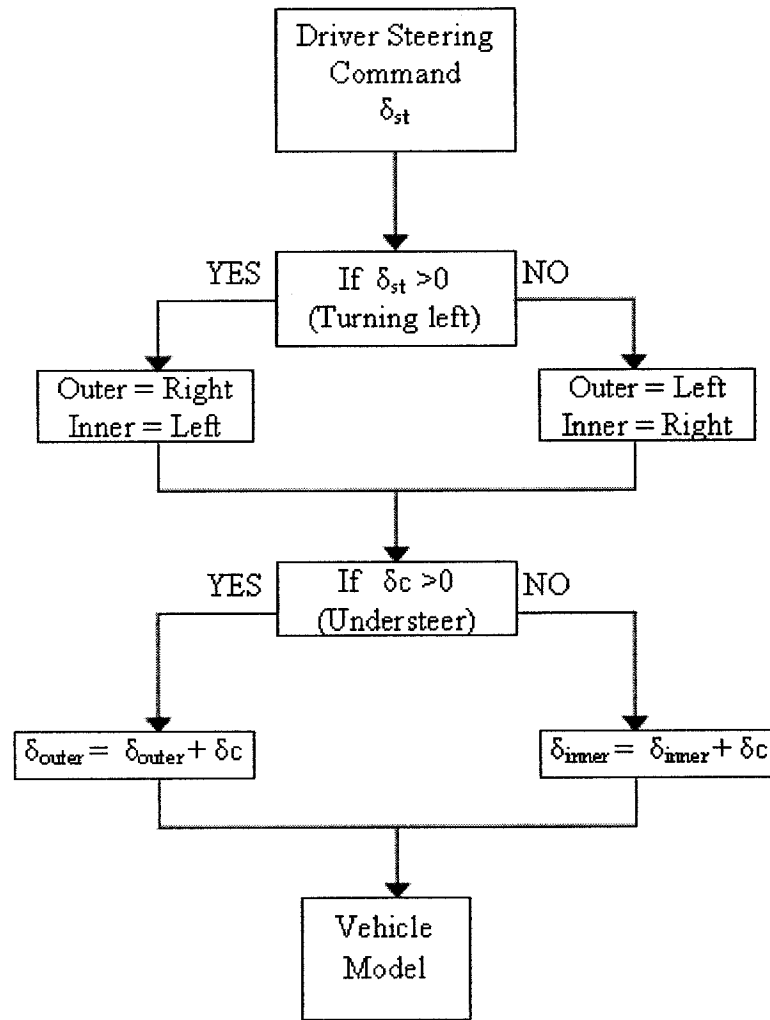 Driver Steering
Command
δst
YES
If δst >0
(Turning left)
NO
Outer = Right
Inner = Left
Outer = Left
Inner = Right
YES
If δc >0
(Understeer)
NO
δouter = δouter + δc
δinner = δinner + δc
Vehicle
Model